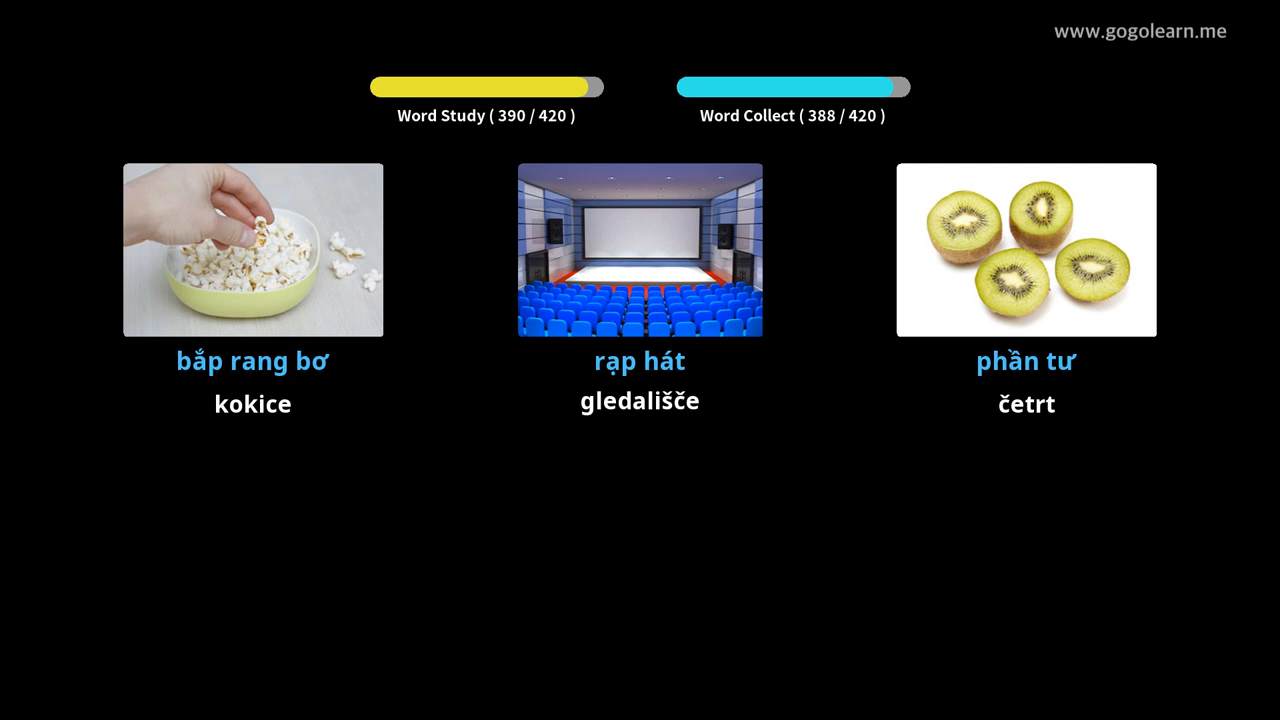 www.gogolearn.me
Word Study ( 390 / 420 )
Word Collect ( 388 / 420 )
bắp rang bơ
kokice
rạp hát
gledališče
phần tư
četrt